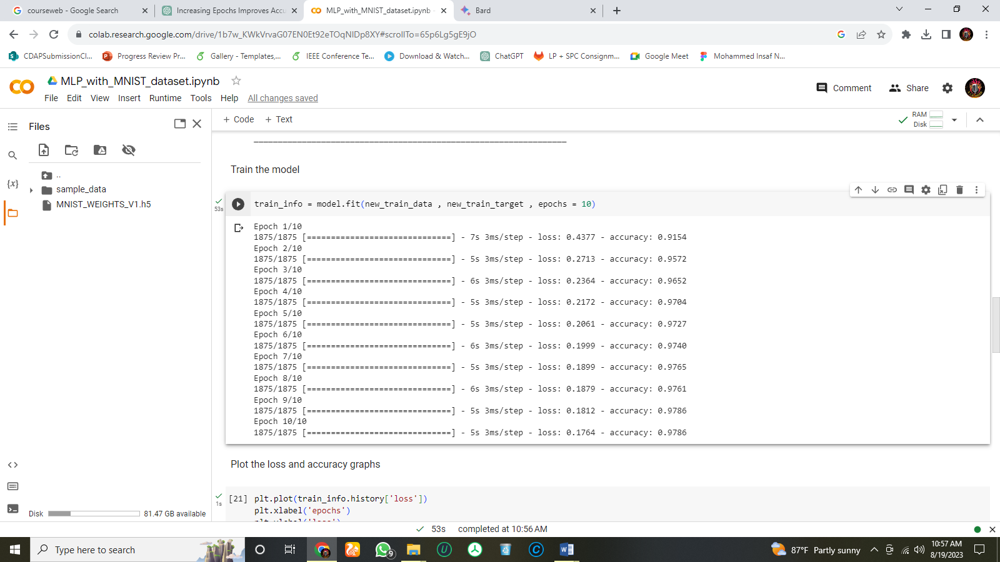 courseweb - Google Search
Increasing Epochs Improves Accu
MLP_with_MNIST_dataset.ipynb
Bard
colab.research.google.com/drive/1b7w_KWkVrvaG07EN0Et92eTOqNIDp8XY#scrollTo=65p6Lg5gE9jO
CDAPSubmissionCl... Progress Review Pr... Gallery - Templates,... IEEE Conference Te... Download & Watch... ChatGPT LP + SPC Consignm... Google Meet Mohammed Insaf N...
MLP_with_MNIST_dataset.ipynb
File Edit View Insert Runtime Tools Help All changes saved
Comment Share
Files
+ Code + Text
RAM
Disk
..
sample_data
MNIST_WEIGHTS_V1.h5
{x}
Train the model
53s
train_info = model.fit(new_train_data , new_train_target , epochs = 10)
Epoch 1/10
1875/1875 [==============================] - 7s 3ms/step - loss: 0.4377 - accuracy: 0.9154
Epoch 2/10
1875/1875 [==============================] - 5s 3ms/step - loss: 0.2713 - accuracy: 0.9572
Epoch 3/10
1875/1875 [==============================] - 6s 3ms/step - loss: 0.2364 - accuracy: 0.9652
Epoch 4/10
1875/1875 [==============================] - 5s 3ms/step - loss: 0.2172 - accuracy: 0.9704
Epoch 5/10
1875/1875 [==============================] - 5s 3ms/step - loss: 0.2061 - accuracy: 0.9727
Epoch 6/10
1875/1875 [==============================] - 6s 3ms/step - loss: 0.1999 - accuracy: 0.9740
Epoch 7/10
1875/1875 [==============================] - 5s 3ms/step - loss: 0.1899 - accuracy: 0.9765
Epoch 8/10
1875/1875 [==============================] - 6s 3ms/step - loss: 0.1879 - accuracy: 0.9761
Epoch 9/10
1875/1875 [==============================] - 5s 3ms/step - loss: 0.1812 - accuracy: 0.9786
Epoch 10/10
1875/1875 [==============================] - 5s 3ms/step - loss: 0.1764 - accuracy: 0.9786
Plot the loss and accuracy graphs
1s
[21] plt.plot(train_info.history['loss'])
plt.xlabel('epochs')
Disk 81.47 GB available
53s completed at 10:56 AM
Type here to search
9
87°F Partly sunny
10:57 AM
8/19/2023